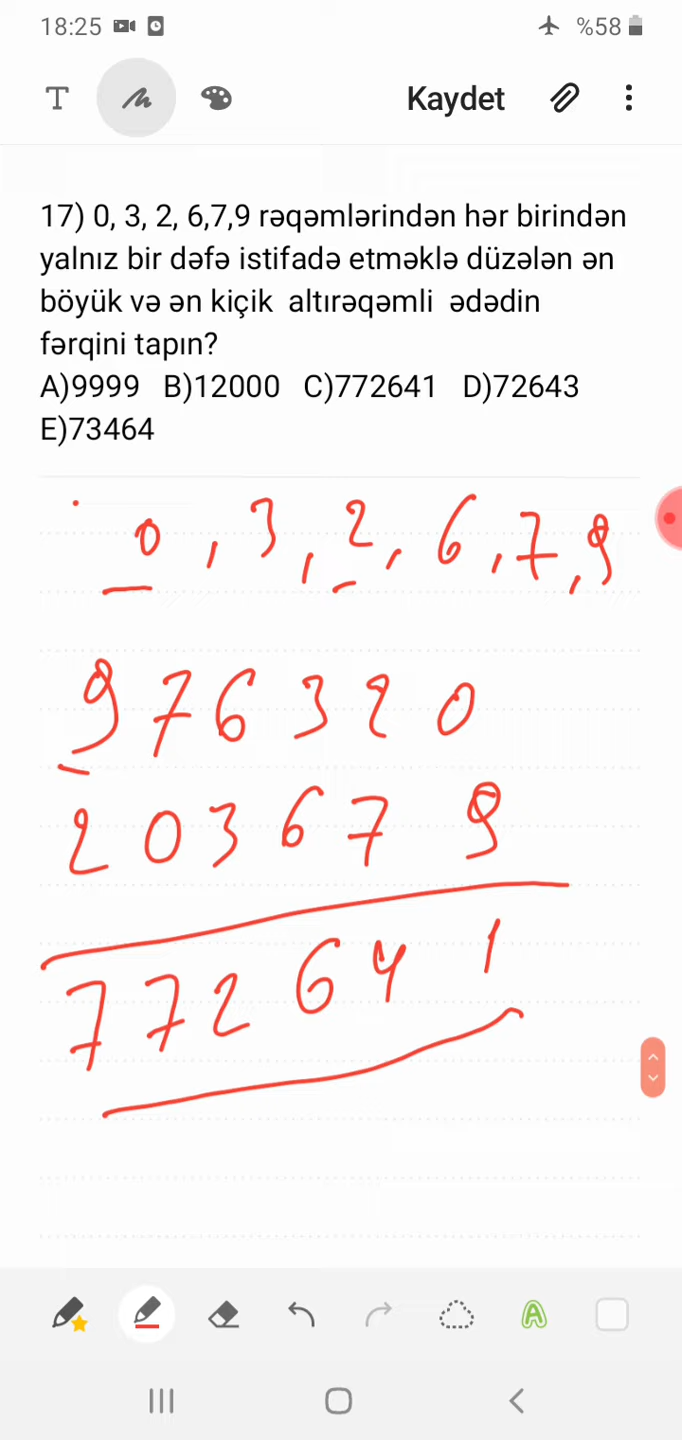 18:25 %58
Kaydet
17) 0, 3, 2, 6,7,9 rəqəmlərindən hər birindən
yalnız bir dəfə istifadə etməklə düzələn ən
böyük və ən kiçik altırəqəmli ədədin
fərqini tapın?
A)9999 B)12000 C)772641 D)72643
E)73464
0, 3, 2, 6, 7, 9
976320
203679
772641